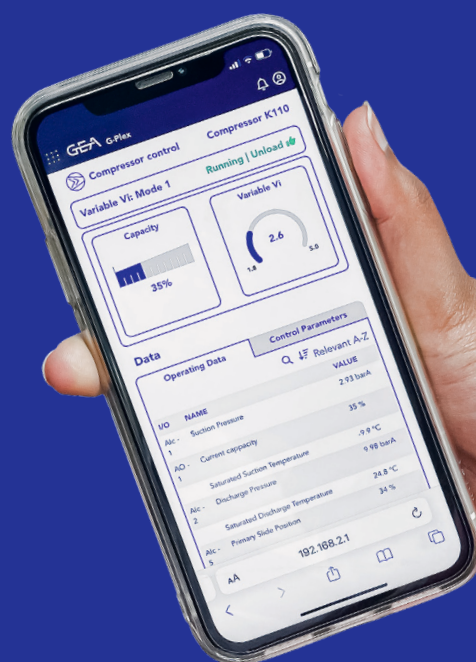 GEA G-Plex
Compressor control Compressor K110
Variable Vi: Mode 1 Running | Unload
Capacity
35%
Variable Vi
2.6
1.8 5.0
Data
Operating Data Control Parameters
Relevant A-Z
I/O NAME VALUE
AIc - 1 Suction Pressure 2.93 barA
AO - 1 Current cappacity 35 %
Saturated Suction Temperature -9.9 °C
AIc - 2 Discharge Pressure 9.98 barA
Saturated Discharge Temperature 24.8 °C
AIc - 5 Primary Slide Position 34 %
AA 192.168.2.1